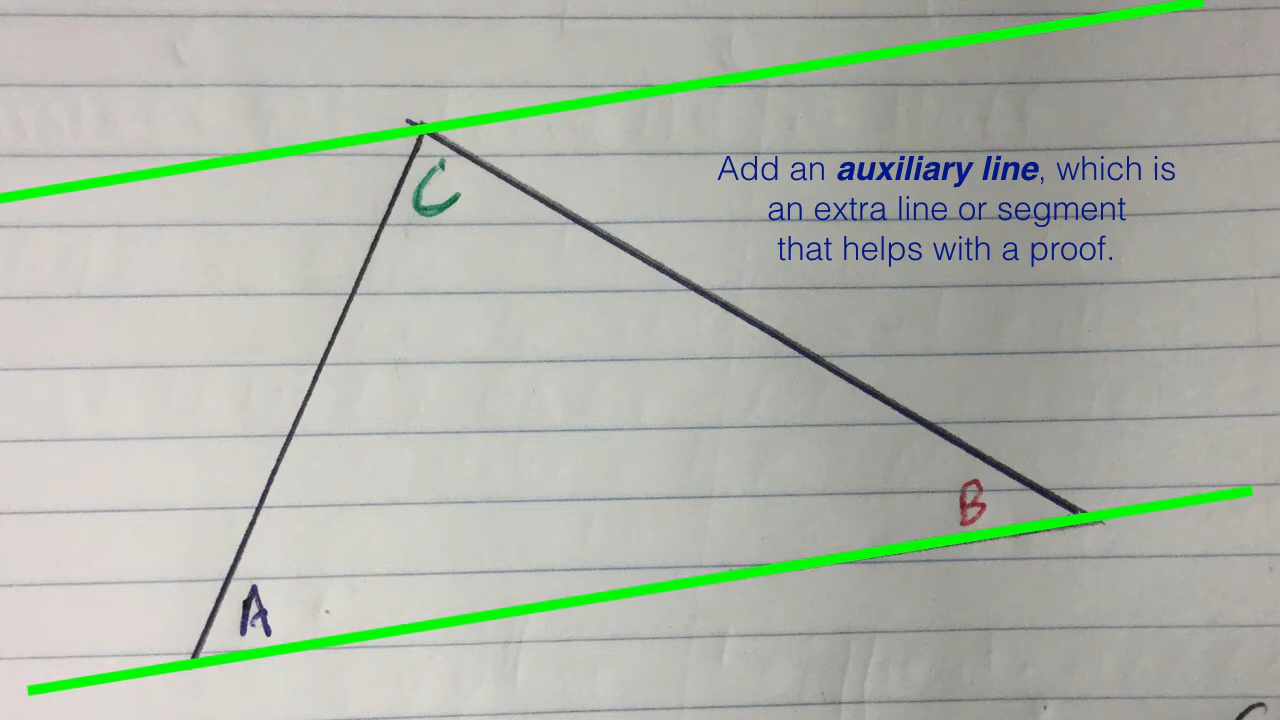 C
Add an auxiliary line, which is
an extra line or segment
that helps with a proof.
B
A